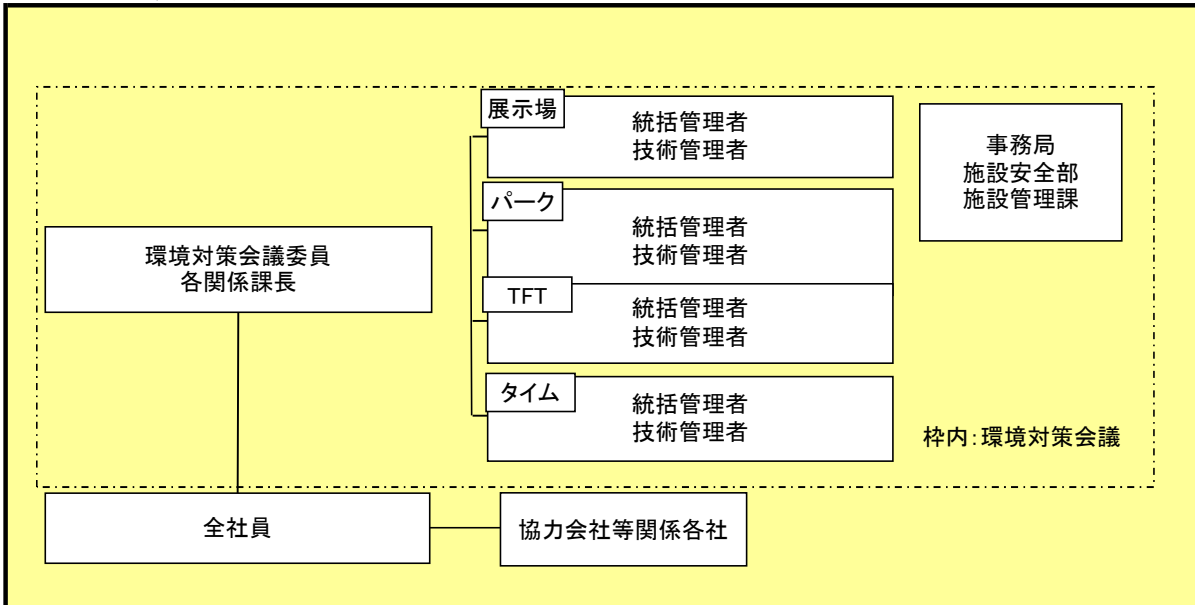 展示場
統括管理者
技術管理者
事務局
施設安全部
施設管理課
パーク
統括管理者
技術管理者
環境対策会議委員
各関係課長
TFT
統括管理者
技術管理者
タイム
統括管理者
技術管理者
枠内:環境対策会議
全社員
協力会社等関係各社